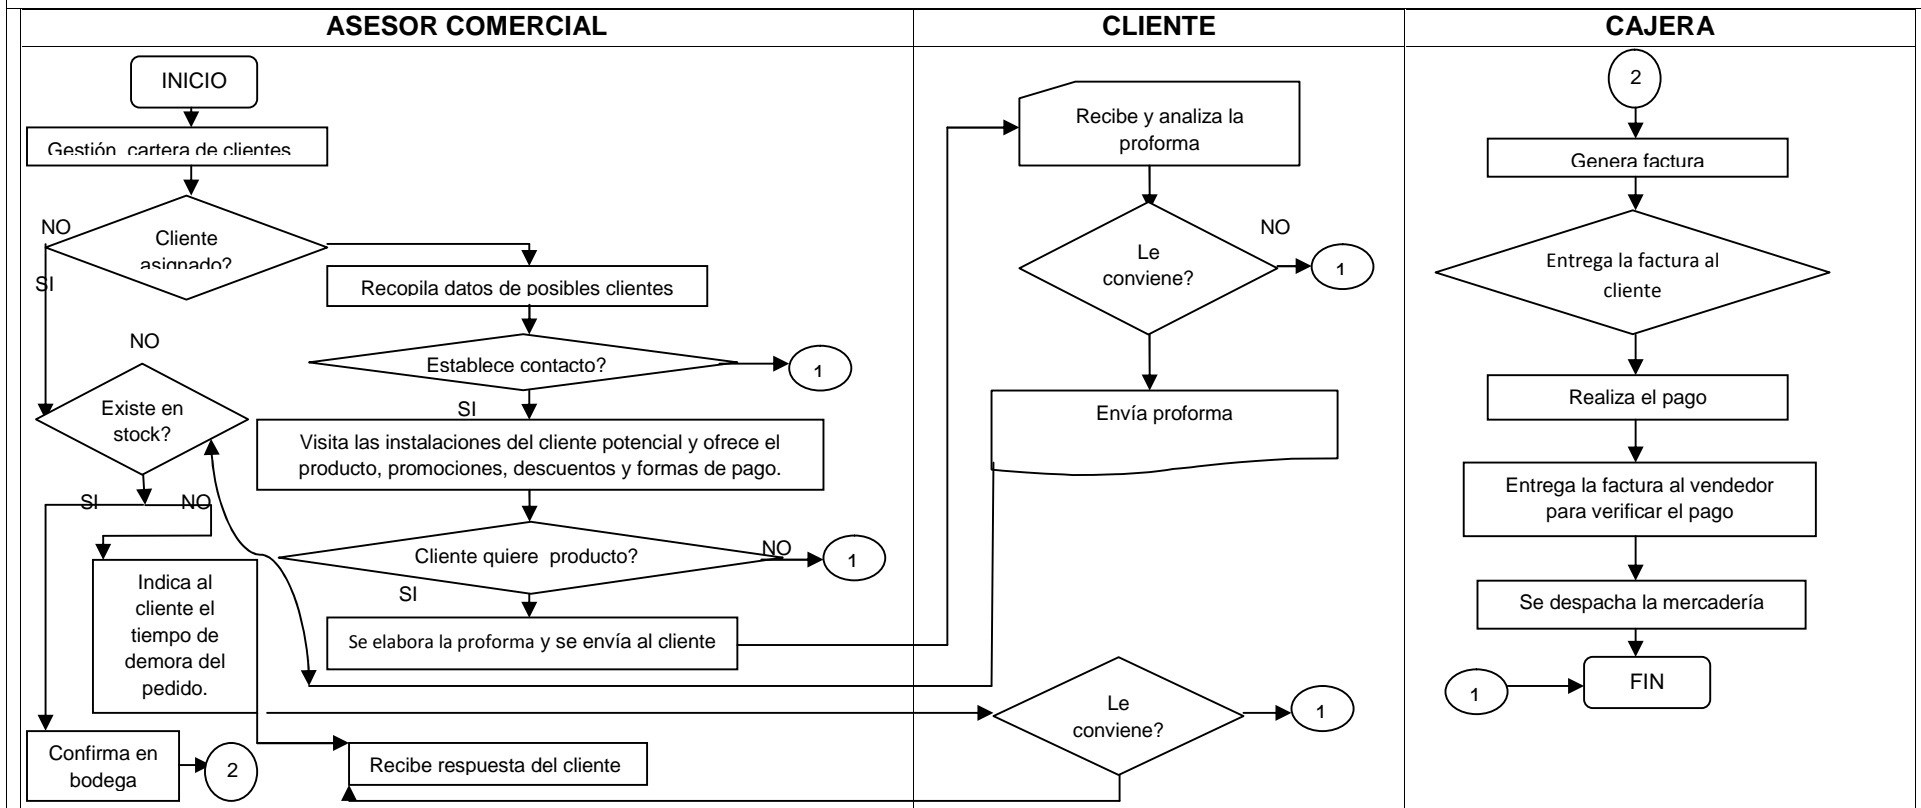 ASESOR COMERCIAL
CLIENTE
CAJERA
INICIO
Gestión cartera de clientes
NO
Cliente
asignado?
SI
Recopila datos de posibles clientes
NO
Establece contacto?
1
Existe en
stock?
SI
Visita las instalaciones del cliente potencial y ofrece el
producto, promociones, descuentos y formas de pago.
SI
NO
Cliente quiere producto?
NO
1
SI
Indica al
cliente el
tiempo de
demora del
pedido.
Se elabora la proforma y se envía al cliente
Confirma en
bodega
2
Recibe respuesta del cliente
Recibe y analiza la
proforma
Le
conviene?
NO
1
Envía proforma
Le
conviene?
1
2
Genera factura
Entrega la factura al
cliente
Realiza el pago
Entrega la factura al vendedor
para verificar el pago
Se despacha la mercadería
1
FIN